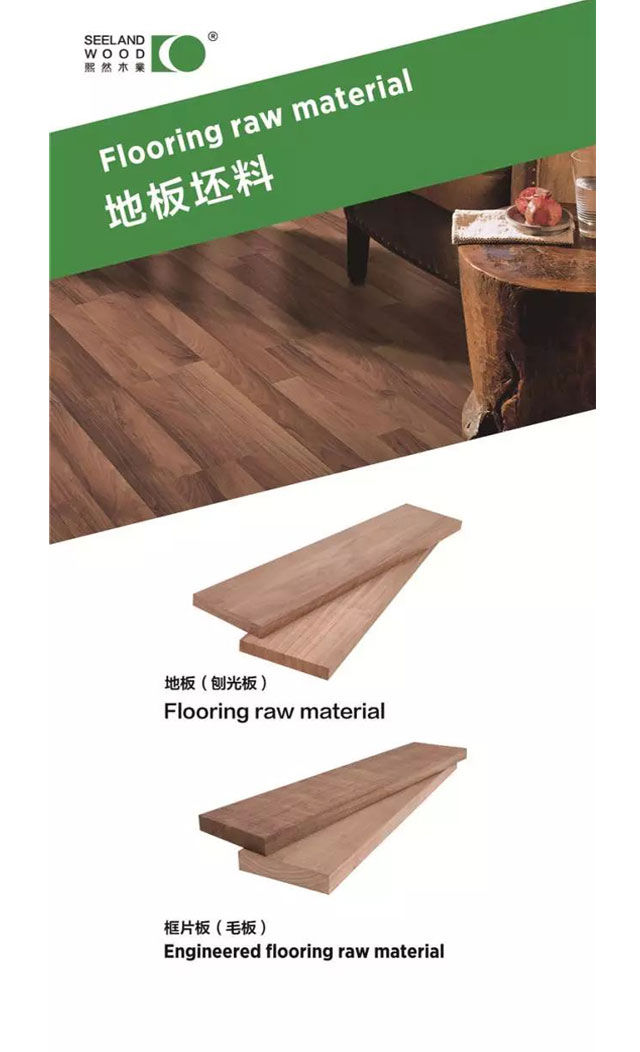 SEELAND
WOOD
熙然木業
®
Flooring raw material
地板坯料
地板（刨光板）
Flooring raw material
框片板（毛板）
Engineered flooring raw material